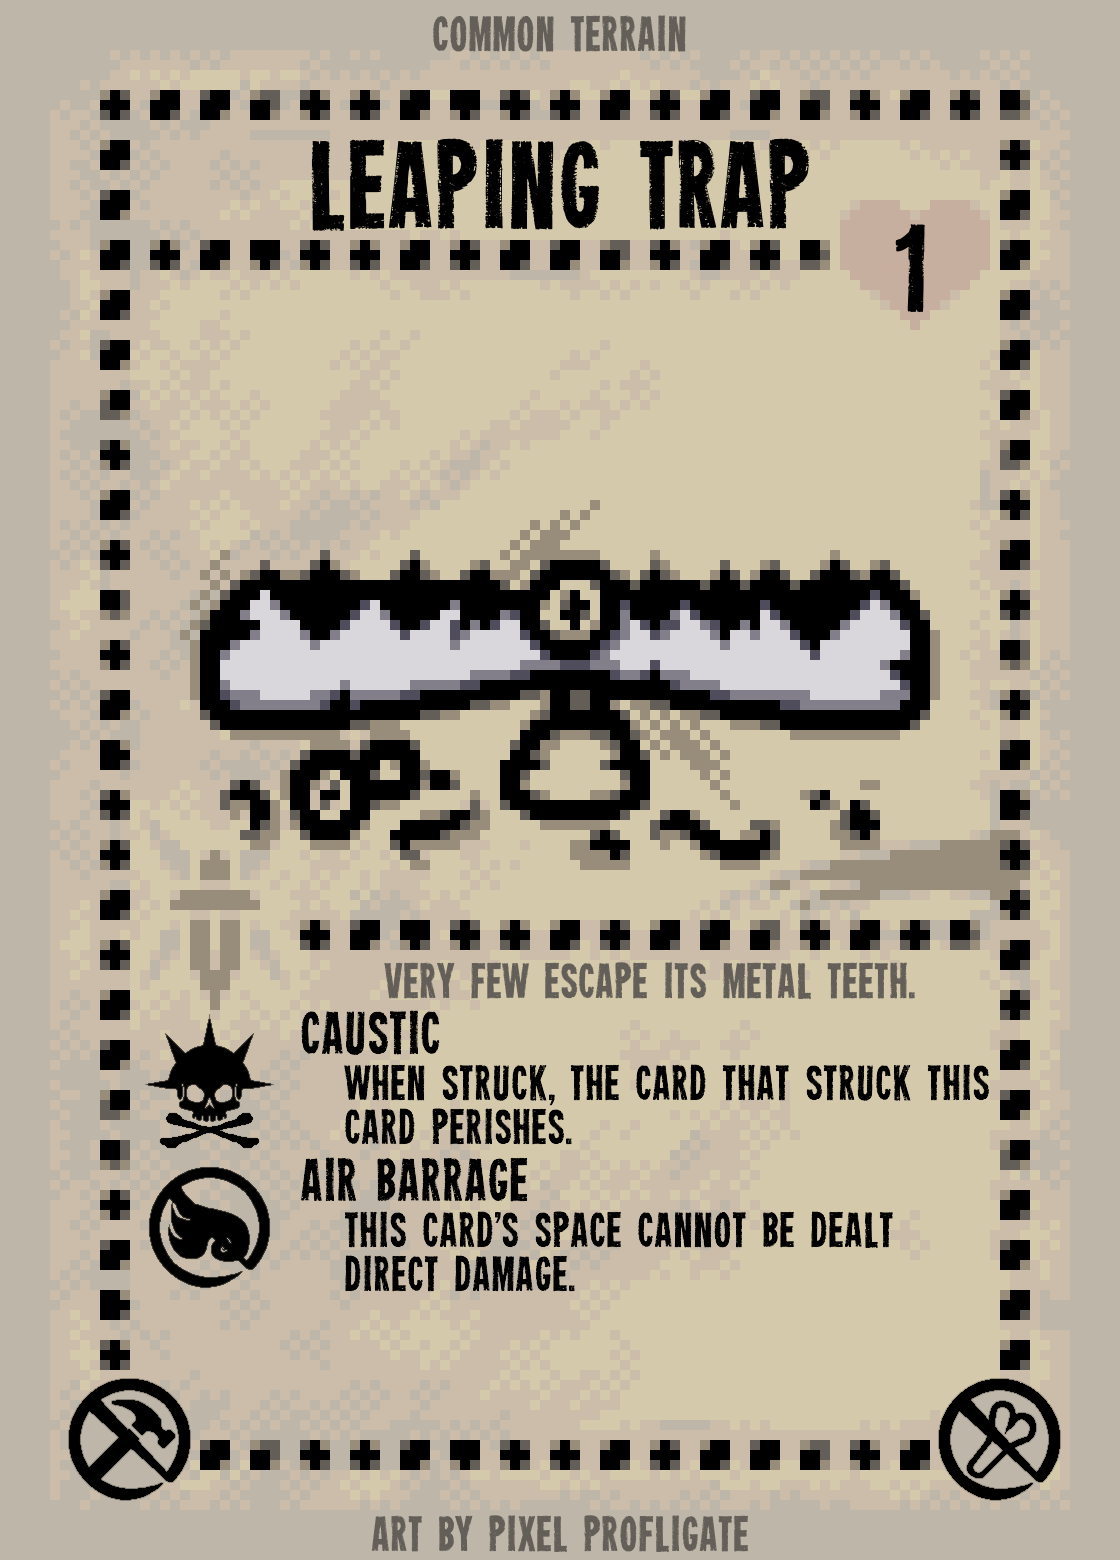 COMMON TERRAIN
LEAPING TRAP
1
VERY FEW ESCAPE ITS METAL TEETH.
CAUSTIC
WHEN STRUCK, THE CARD THAT STRUCK THIS
CARD PERISHES.
AIR BARRAGE
THIS CARD'S SPACE CANNOT BE DEALT
DIRECT DAMAGE.
ART BY PIXEL PROFLIGATE